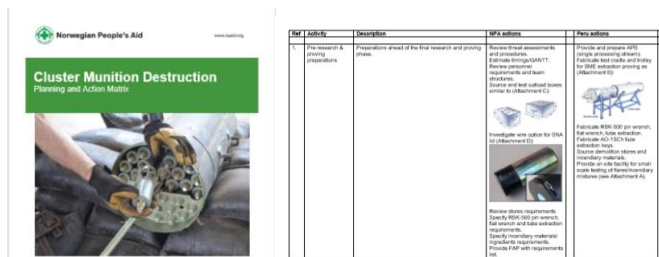 Norwegian People's Aid
www.npaid.org
Cluster Munition Destruction
Planning and Action Matrix
Ref Activity Description NPA actions Peru actions
1. Pre-research & proving preparations
Preparations ahead of the final research and proving phase.
Review threat assessments
and procedures.
Estimate timings/GANTT.
Review personnel
requirements and team
structures.
Source and test outload boxes
similar to (Attachment C):
Investigate wire option for SNA
lid (Attachment D):
Review stores requirements.
Specify RBK-500 pin wrench,
flat wrench and tube extraction
requirements.
Specify incendiary materials/
ingredients requirements.
Provide FAP with requirements
list.
Provide and prepare APB
(single processing stream).
Fabricate test cradle and trolley
for SME extraction proving as
(Attachment B):
Fabricate RBK-500 pin wrench,
flat wrench, tube extraction.
Fabricate AO-1SCh fuze
extraction keys.
Source demolition stores and
incendiary materials.
Provide on-site facility for small
scale testing of flares/incendiary
mixtures (see Attachment A).